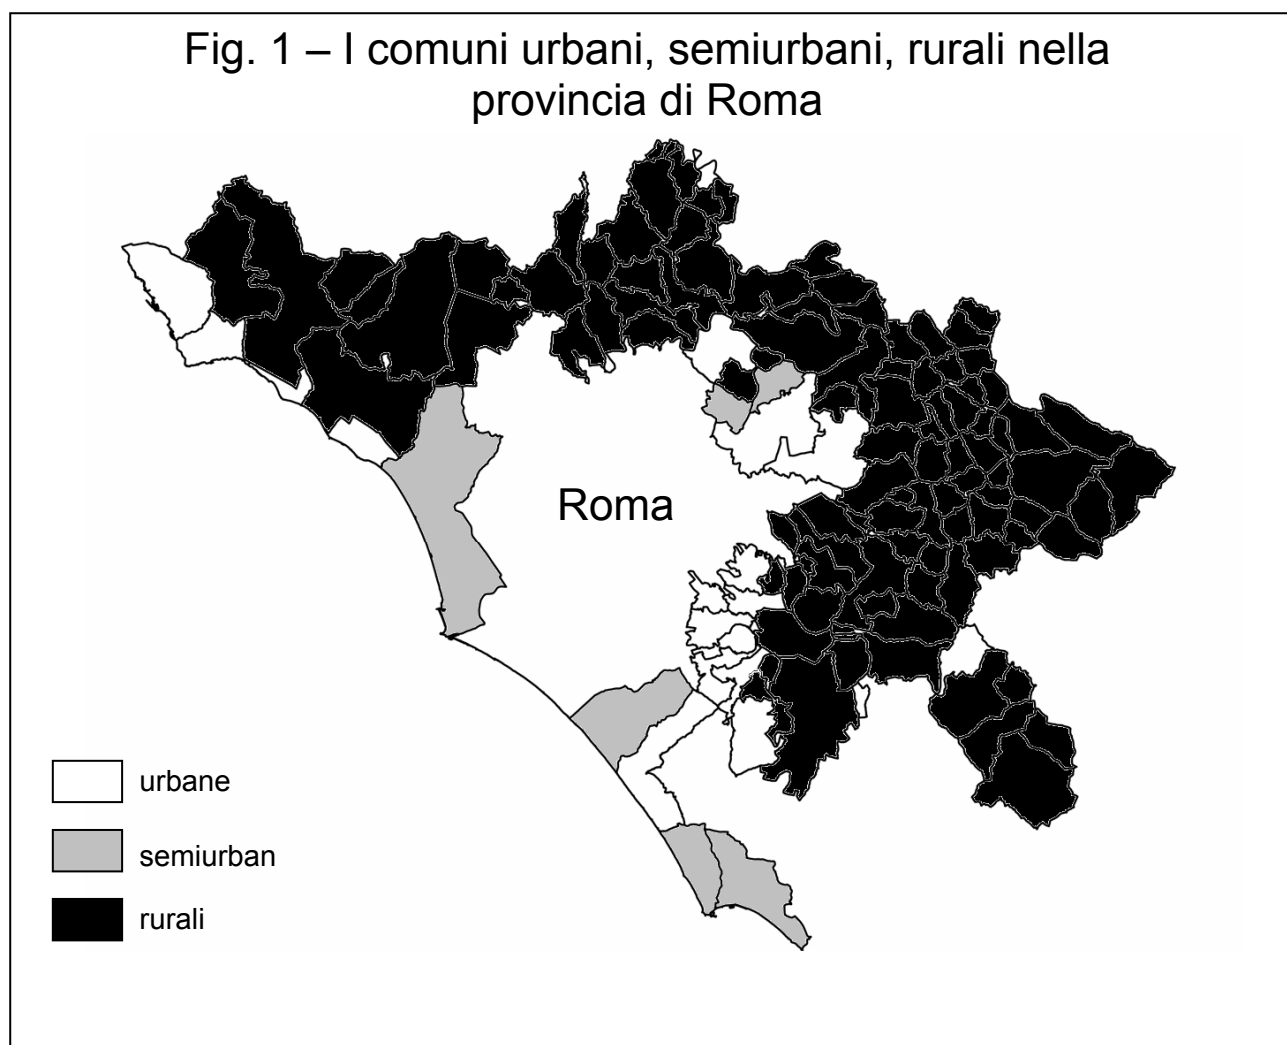 Fig. 1 – I comuni urbani, semiurbani, rurali nella
provincia di Roma
Roma
urbane
semiurban
rurali